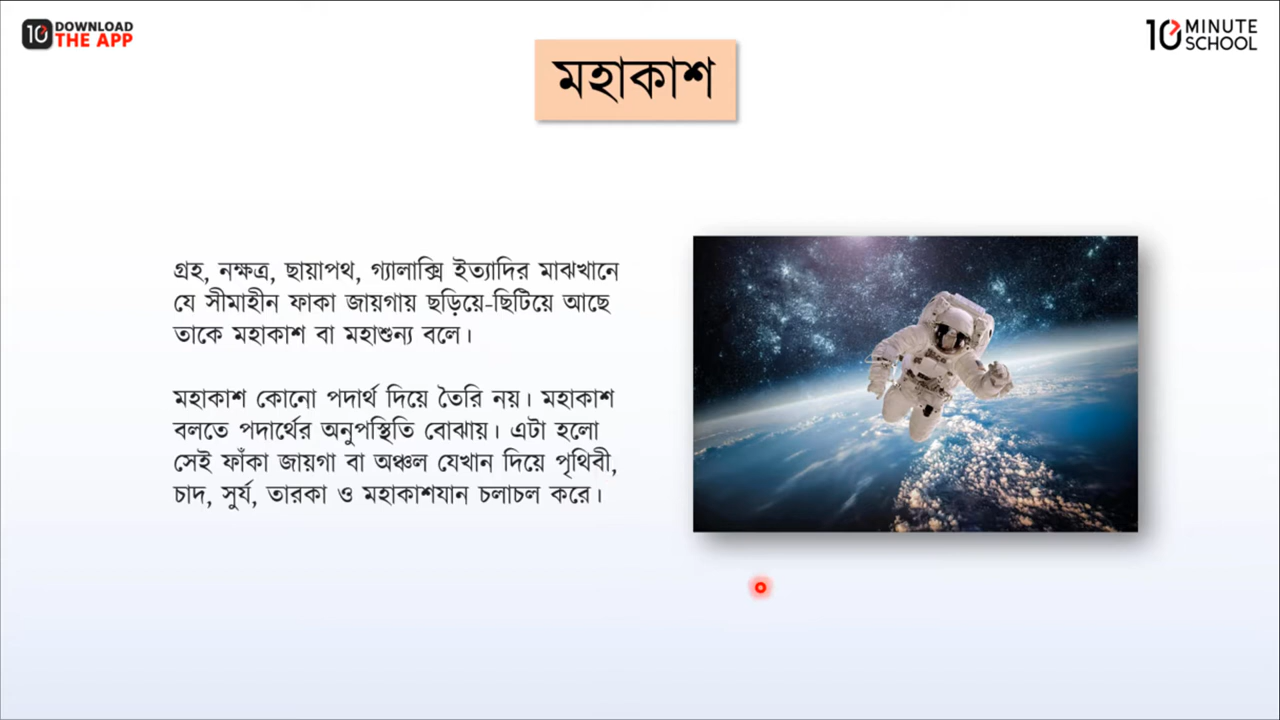 10 DOWNLOAD
THE APP
10 MINUTE
SCHOOL
মহাকাশ
গ্রহ, নক্ষত্র, ছায়াপথ, গ্যালাক্সি ইত্যাদির মাঝখানে
যে সীমাহীন ফাকা জায়গায় ছড়িয়ে-ছিটিয়ে আছে
তাকে মহাকাশ বা মহাশুন্য বলে।
মহাকাশ কোনো পদার্থ দিয়ে তৈরি নয়। মহাকাশ
বলতে পদার্থের অনুপস্থিতি বোঝায়। এটা হলো
সেই ফাঁকা জায়গা বা অঞ্চল যেখান দিয়ে পৃথিবী,
চাদ, সুর্য, তারকা ও মহাকাশযান চলাচল করে।